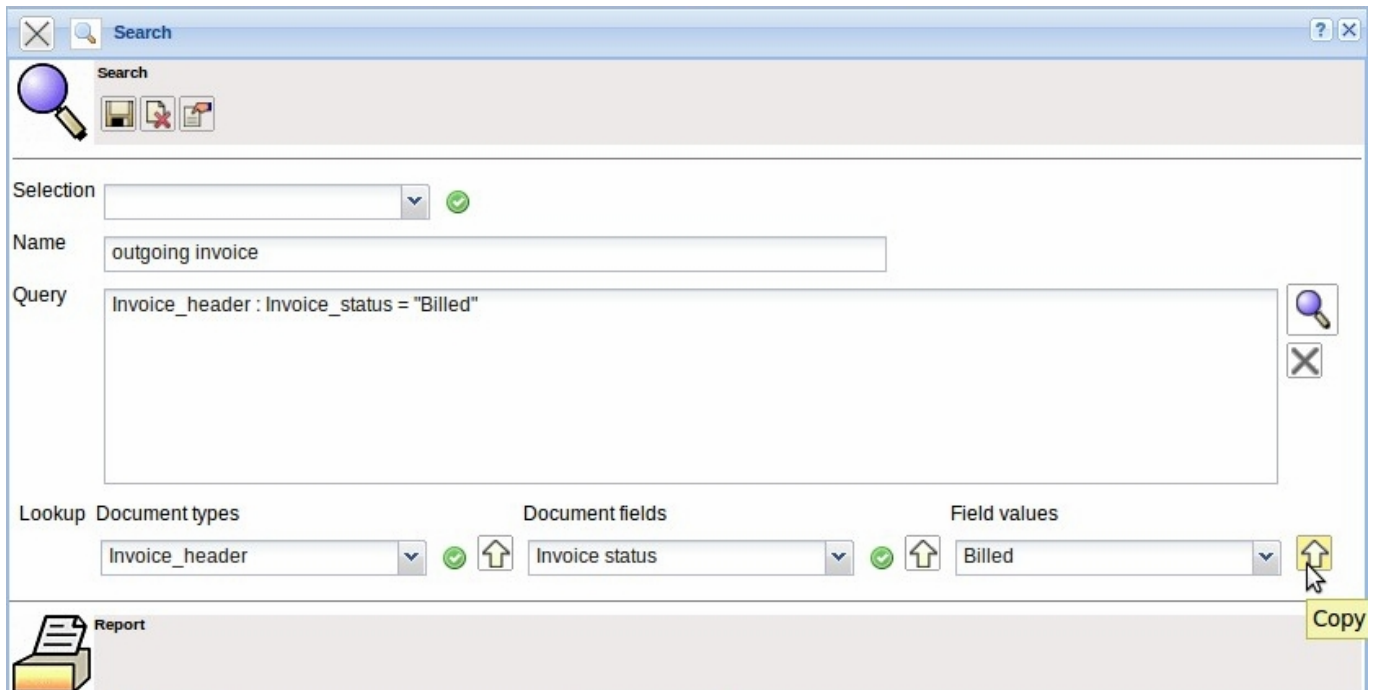 Search
?
Search
Selection
Name outgoing invoice
Query Invoice_header : Invoice_status = "Billed"
Lookup Document types Document fields Field values
Invoice_header Invoice status Billed
Copy
Report